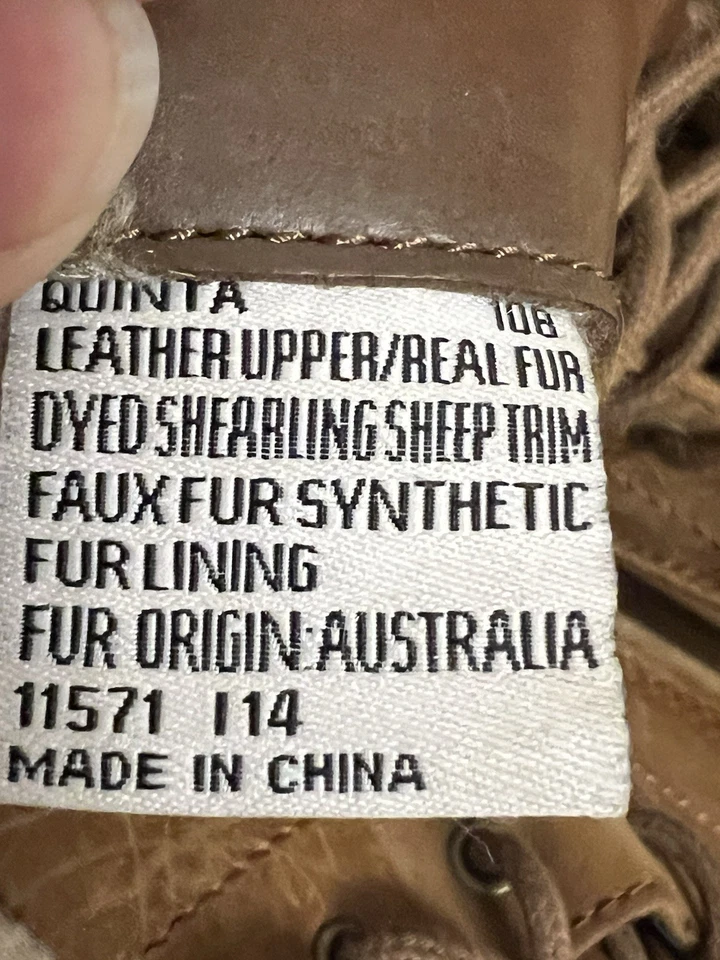 QUINTA 10B
LEATHER UPPER/REAL FUR
DYED SHEARLING SHEEP TRIM
FAUX FUR SYNTHETIC
FUR LINING
FUR ORIGIN:AUSTRALIA
11571 I14
MADE IN CHINA